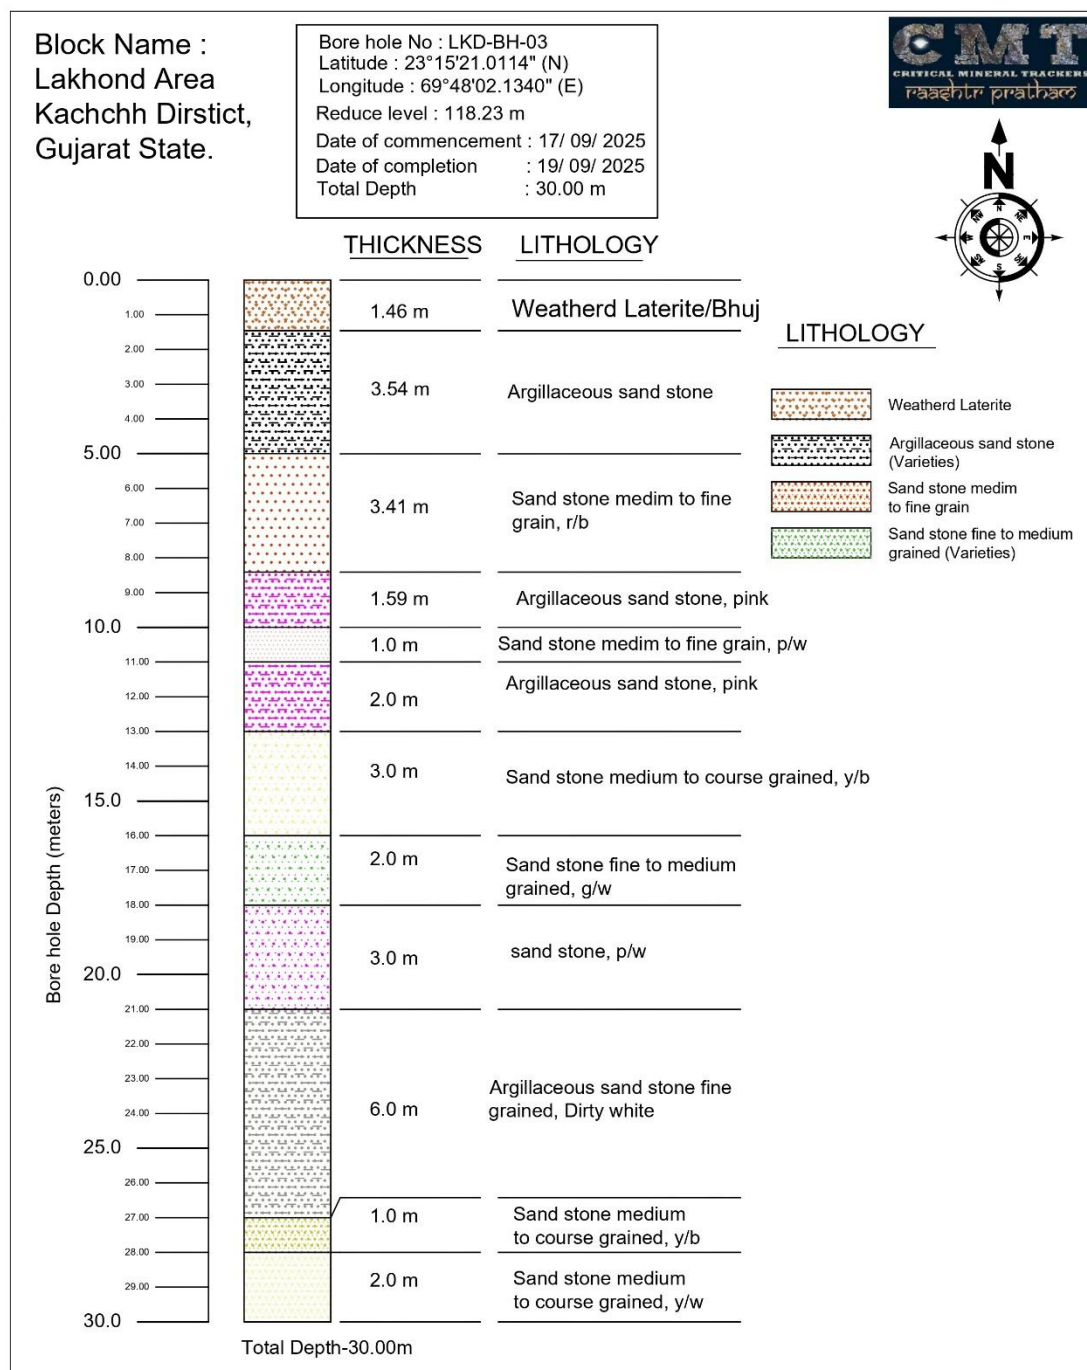 Block Name :
Lakhond Area
Kachchh Dirstict,
Gujarat State.
Bore hole No : LKD-BH-03
Latitude : 23°15'21.0114" (N)
Longitude : 69°48'02.1340" (E)
Reduce level : 118.23 m
Date of commencement : 17/ 09/ 2025
Date of completion : 19/ 09/ 2025
Total Depth : 30.00 m
CMT
CRITICAL MINERAL TRACKERS
raashtr pratham
N
N
NE
E
SE
S
SW
W
NW
THICKNESS LITHOLOGY
0.00
1.00
2.00
3.00
4.00
5.00
6.00
7.00
8.00
9.00
10.0
11.00
12.00
13.00
14.00
15.0
16.00
17.00
18.00
19.00
20.0
21.00
22.00
23.00
24.00
25.0
26.00
27.00
28.00
29.00
30.0
Bore hole Depth (meters)
1.46 m Weatherd Laterite/Bhuj
3.54 m Argillaceous sand stone
3.41 m Sand stone medim to fine
grain, r/b
1.59 m Argillaceous sand stone, pink
1.0 m Sand stone medim to fine grain, p/w
2.0 m Argillaceous sand stone, pink
3.0 m Sand stone medium to course grained, y/b
2.0 m Sand stone fine to medium
grained, g/w
3.0 m sand stone, p/w
6.0 m Argillaceous sand stone fine
grained, Dirty white
1.0 m Sand stone medium
to course grained, y/b
2.0 m Sand stone medium
to course grained, y/w
Total Depth-30.00m
LITHOLOGY
Weatherd Laterite
Argillaceous sand stone
(Varieties)
Sand stone medim
to fine grain
Sand stone fine to medium
grained (Varieties)